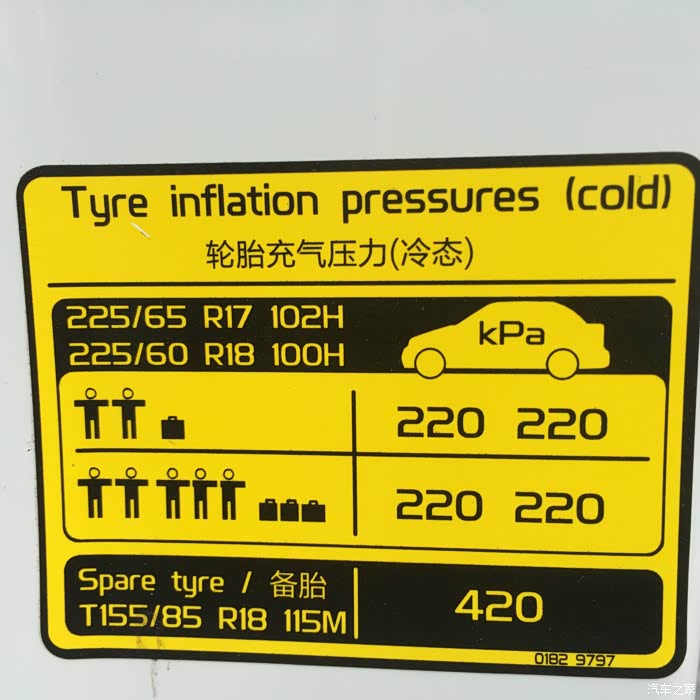 Tyre inflation pressures (cold)
轮胎充气压力(冷态)
225/65 R17 102H
225/60 R18 100H
kPa
220 220
220 220
Spare tyre / 备胎
T155/85 R18 115M
420
0182 9797
汽车之家